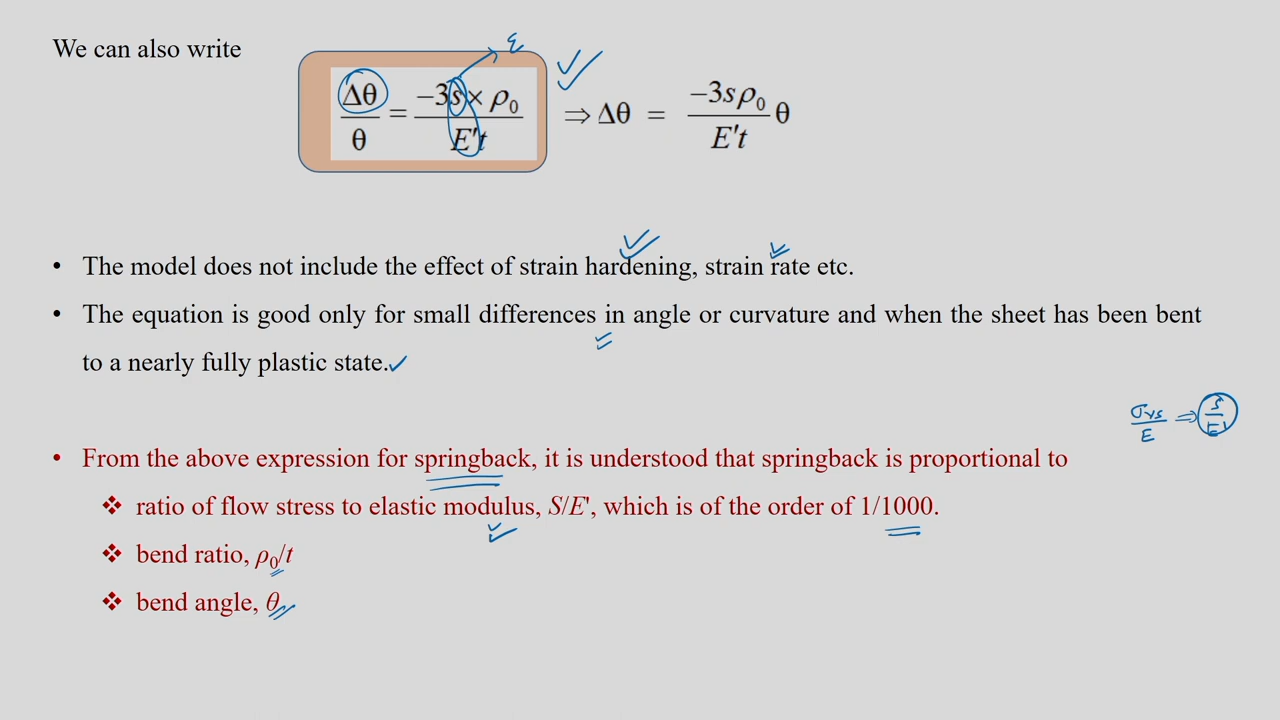 We can also write
Δθ/θ = −3s × ρ₀/E't ⇒ Δθ = −3sρ₀/E't θ
ε
• The model does not include the effect of strain hardening, strain rate etc.
• The equation is good only for small differences in angle or curvature and when the sheet has been bent
to a nearly fully plastic state.
σys/E ⇒ S/E'
• From the above expression for springback, it is understood that springback is proportional to
❖ ratio of flow stress to elastic modulus, S/E', which is of the order of 1/1000.
❖ bend ratio, ρ₀/t
❖ bend angle, θ